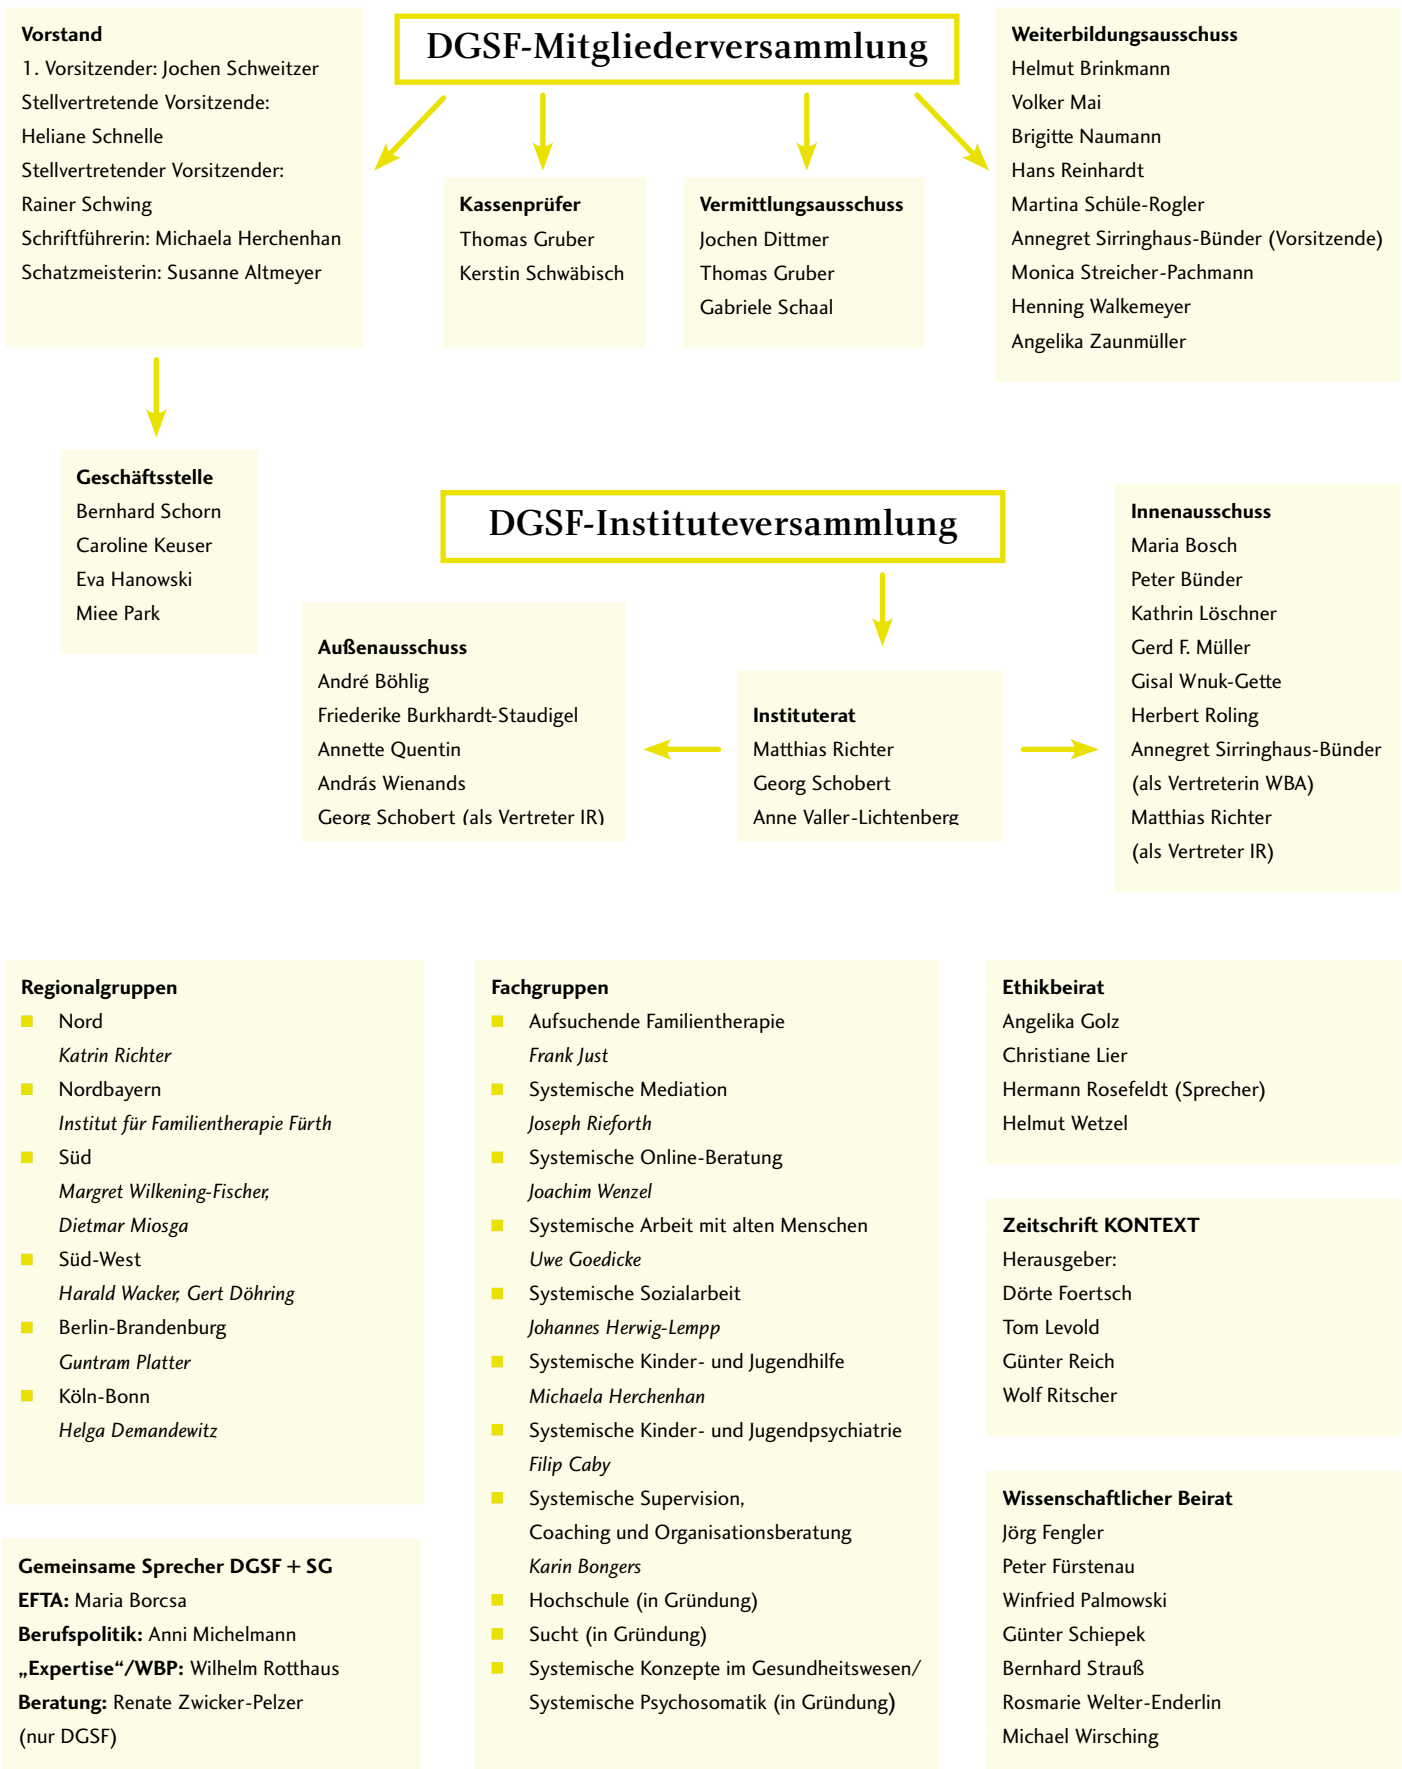 DGSF-Mitgliederversammlung
Vorstand
1. Vorsitzender: Jochen Schweitzer
Stellvertretende Vorsitzende:
Heliane Schnelle
Stellvertretender Vorsitzender:
Rainer Schwing
Schriftführerin: Michaela Herchenhan
Schatzmeisterin: Susanne Altmeyer
Kassenprüfer
Thomas Gruber
Kerstin Schwäbisch
Vermittlungsausschuss
Jochen Dittmer
Thomas Gruber
Gabriele Schaal
Weiterbildungsausschuss
Helmut Brinkmann
Volker Mai
Brigitte Naumann
Hans Reinhardt
Martina Schüle-Rogler
Annegret Sirringhaus-Bünder (Vorsitzende)
Monica Streicher-Pachmann
Henning Walkemeyer
Angelika Zaunmüller
Geschäftsstelle
Bernhard Schorn
Caroline Keuser
Eva Hanowski
Miee Park
DGSF-Instituteversammlung
Außenausschuss
André Böhlig
Friederike Burkhardt-Staudigel
Annette Quentin
András Wienands
Georg Schobert (als Vertreter IR)
Instituterat
Matthias Richter
Georg Schobert
Anne Valler-Lichtenberg
Innenausschuss
Maria Bosch
Peter Bünder
Kathrin Löschner
Gerd F. Müller
Gisal Wnuk-Gette
Herbert Roling
Annegret Sirringhaus-Bünder
(als Vertreterin WBA)
Matthias Richter
(als Vertreter IR)
Regionalgruppen
Nord
Katrin Richter
Nordbayern
Institut für Familientherapie Fürth
Süd
Margret Wilkening-Fischer,
Dietmar Miosga
Süd-West
Harald Wacker, Gert Döhring
Berlin-Brandenburg
Guntram Platter
Köln-Bonn
Helga Demandewitz
Gemeinsame Sprecher DGSF + SG
EFTA: Maria Borcsa
Berufspolitik: Anni Michelmann
„Expertise“/WBP: Wilhelm Rotthaus
Beratung: Renate Zwicker-Pelzer
(nur DGSF)
Fachgruppen
Aufsuchende Familientherapie
Frank Just
Systemische Mediation
Joseph Rieforth
Systemische Online-Beratung
Joachim Wenzel
Systemische Arbeit mit alten Menschen
Uwe Goedicke
Systemische Sozialarbeit
Johannes Herwig-Lempp
Systemische Kinder- und Jugendhilfe
Michaela Herchenhan
Systemische Kinder- und Jugendpsychiatrie
Filip Caby
Systemische Supervision,
Coaching und Organisationsberatung
Karin Bongers
Hochschule (in Gründung)
Sucht (in Gründung)
Systemische Konzepte im Gesundheitswesen/
Systemische Psychosomatik (in Gründung)
Ethikbeirat
Angelika Golz
Christiane Lier
Hermann Rosefeldt (Sprecher)
Helmut Wetzel
Zeitschrift KONTEXT
Herausgeber:
Dörte Foertsch
Tom Levold
Günter Reich
Wolf Ritscher
Wissenschaftlicher Beirat
Jörg Fengler
Peter Fürstenau
Winfried Palmowski
Günter Schiepek
Bernhard Strauß
Rosmarie Welter-Enderlin
Michael Wirsching